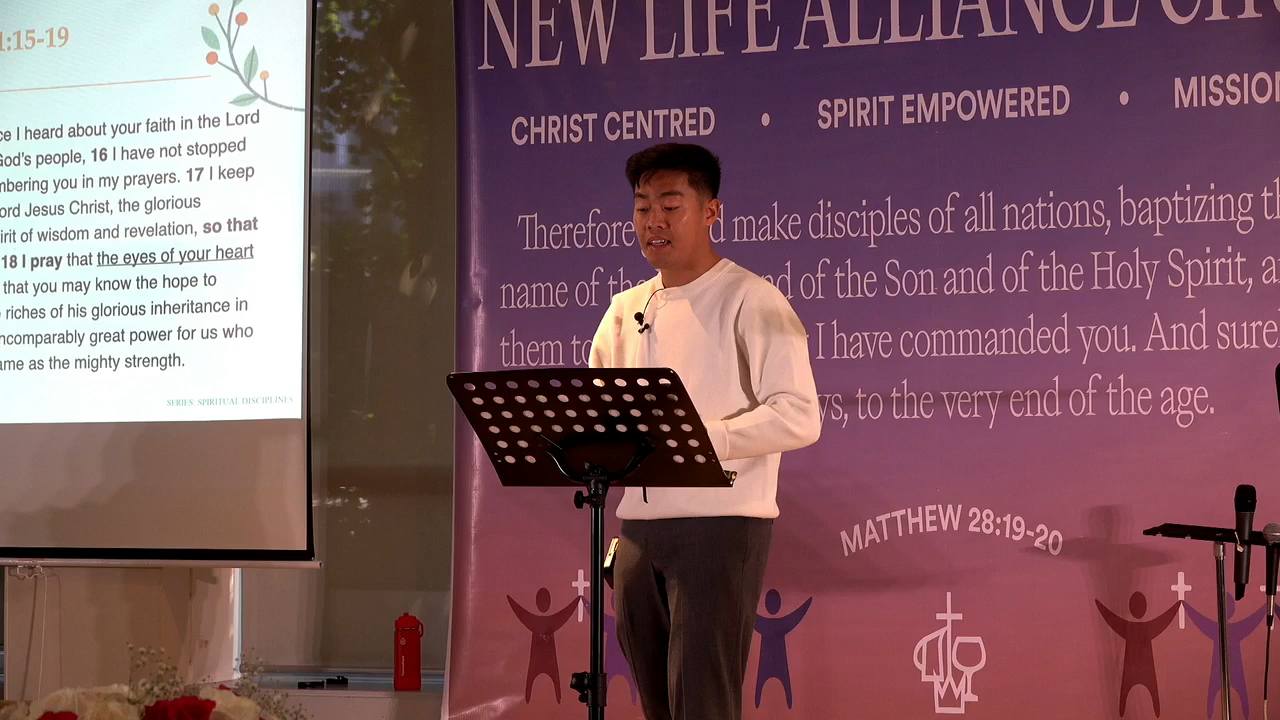 1:15-19
ce I heard about your faith in the Lord
God's people, 16 I have not stopped
mbering you in my prayers. 17 I keep
ord Jesus Christ, the glorious
irit of wisdom and revelation, so that
18 I pray that the eyes of your heart
that you may know the hope to
riches of his glorious inheritance in
ncomparably great power for us who
ame as the mighty strength.
SERIES: SPIRITUAL DISCIPLINES
NEW LIFE ALLIANCE CH
CHRIST CENTRED • SPIRIT EMPOWERED • MISSION
Therefore d make disciples of all nations, baptizing th
name of the nd of the Son and of the Holy Spirit, a
them to I have commanded you. And sure
ys, to the very end of the age.
MATTHEW 28:19-20